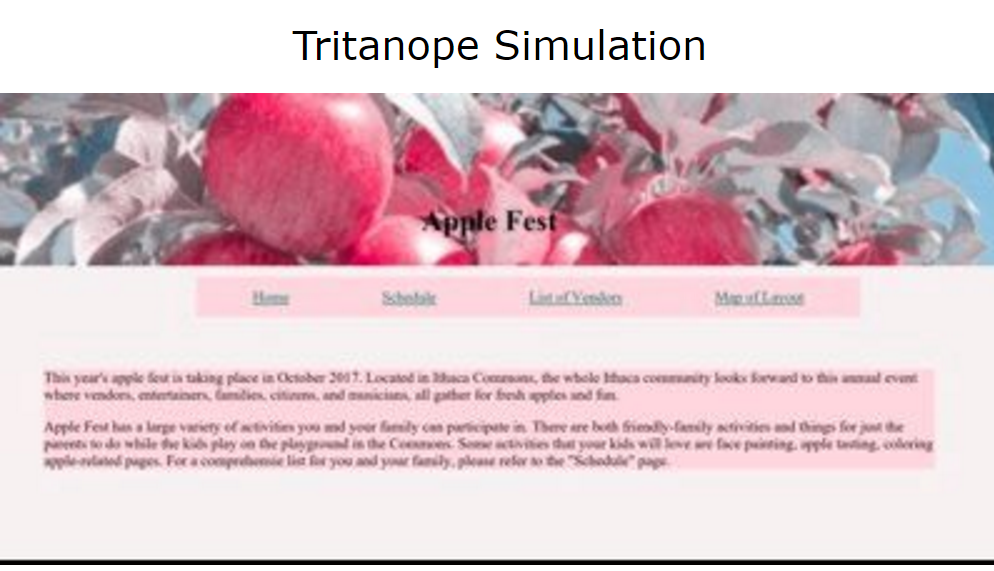 Tritanope Simulation
Apple Fest
Home Schedule List of Vendors Map of Layout
This year's apple fest is taking place in October 2017. Located in Ithaca Commons, the whole Ithaca community looks forward to this annual event
where vendors, entertainers, families, citizens, and musicians, all gather for fresh apples and fun.
Apple Fest has a large variety of activities you and your family can participate in. There are both friendly-family activities and things for just the
parents to do while the kids play on the playground in the Commons. Some activities that your kids will love are face painting, apple tasting, coloring
apple-related pages. For a comprehensive list for you and your family, please refer to the "Schedule" page.